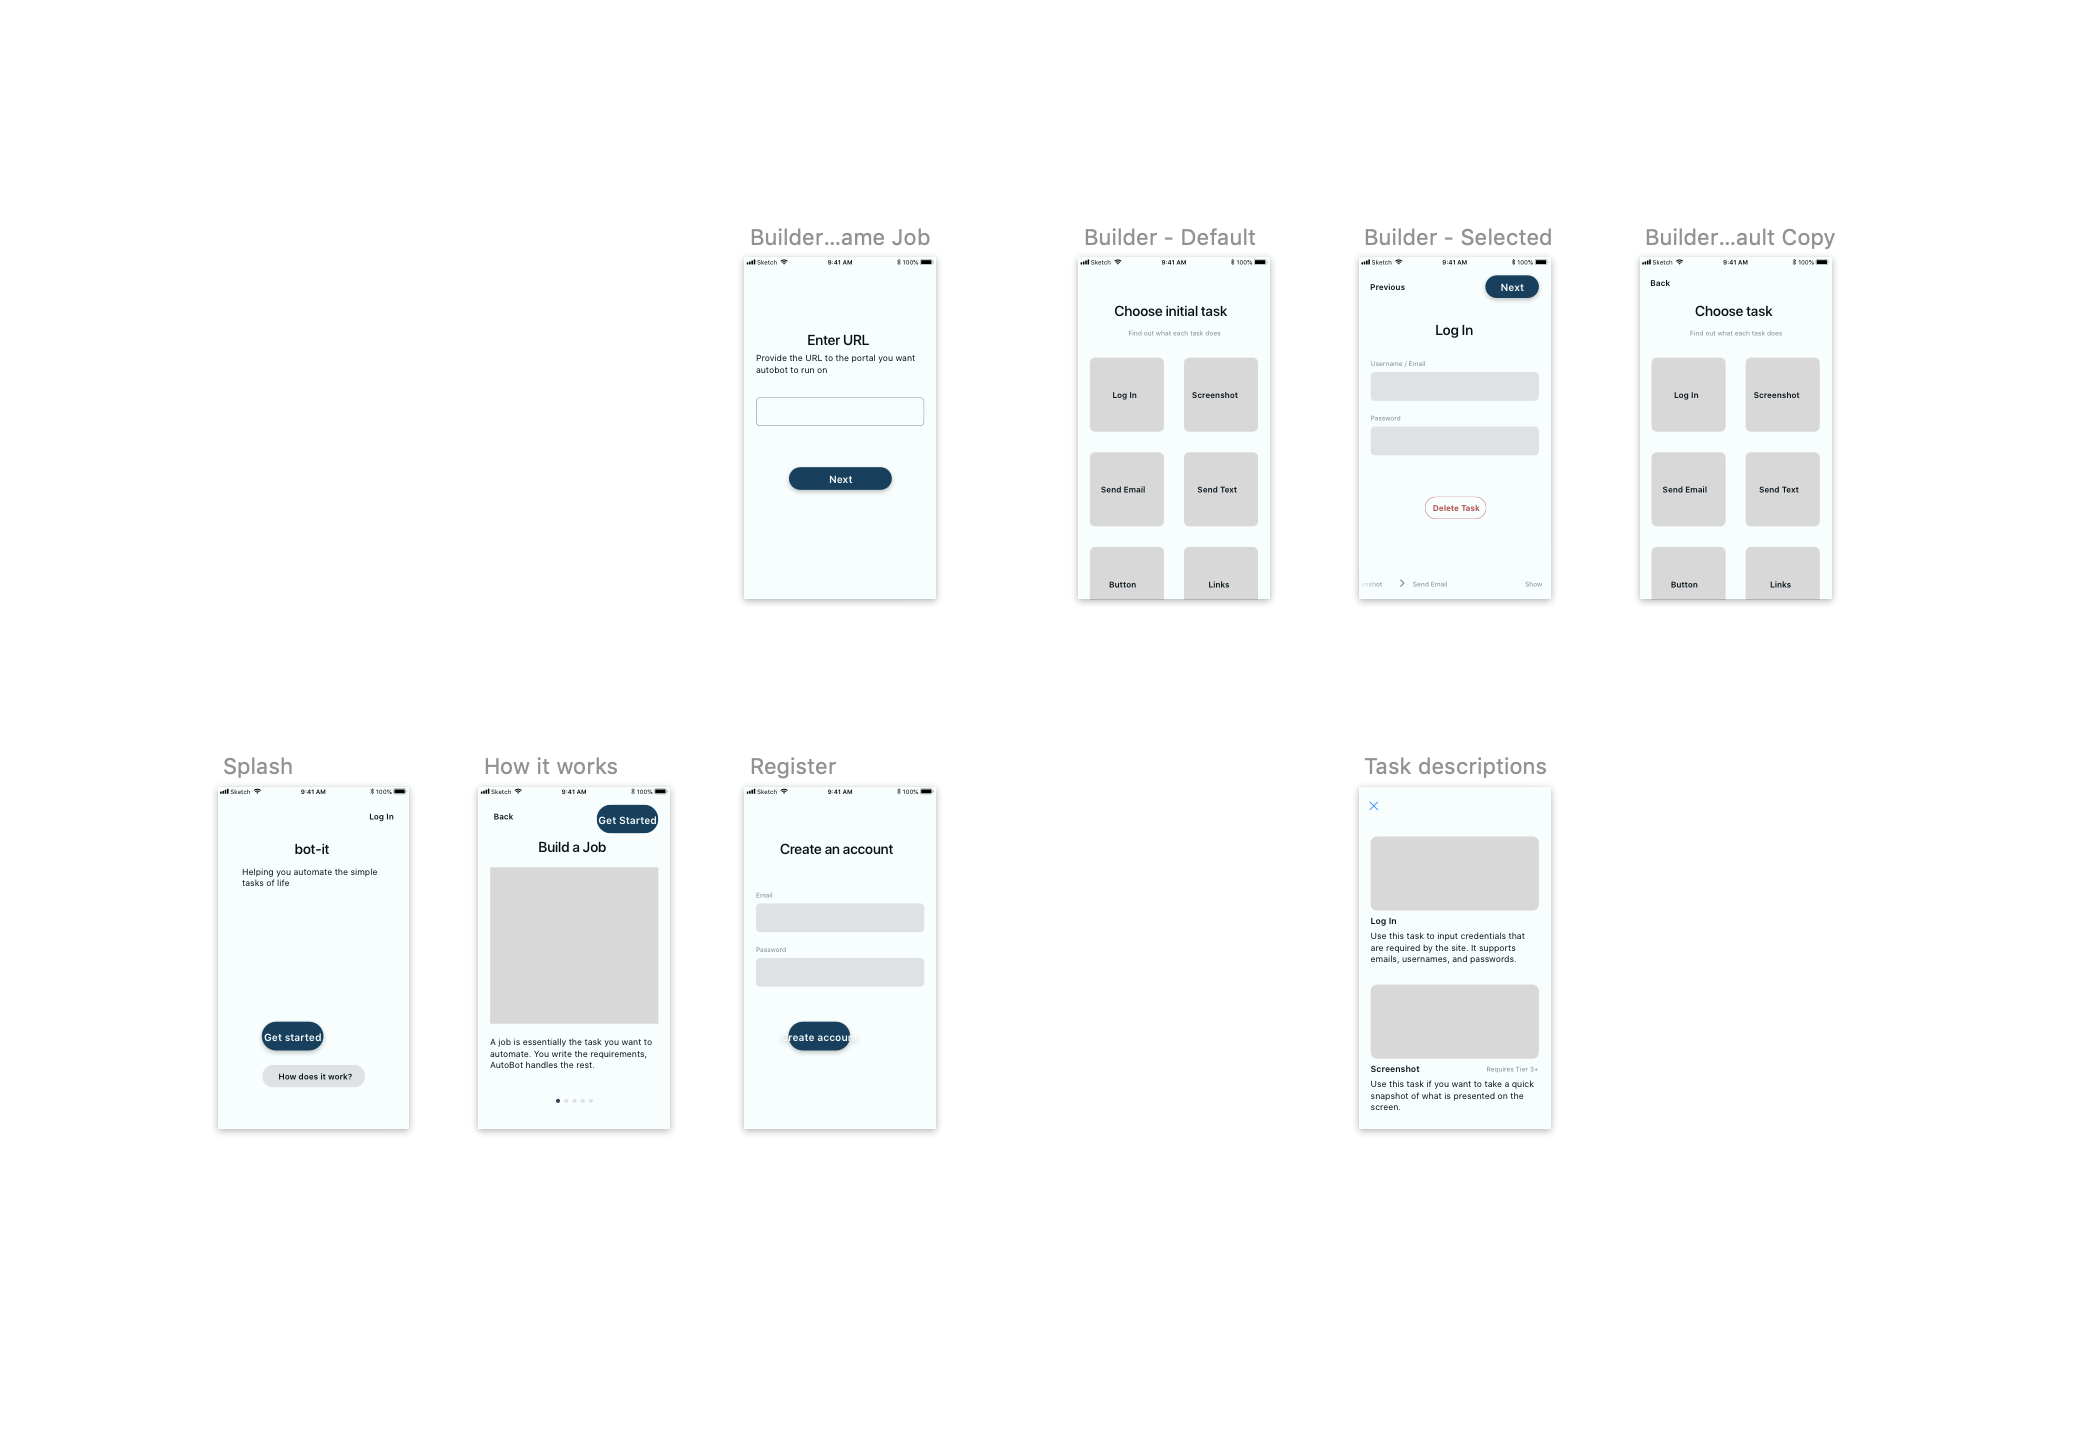 Builder...ame Job
Sketch 9:41 AM 100%
Enter URL
Provide the URL to the portal you want
autobot to run on
Next
Builder - Default
Sketch 9:41 AM 100%
Choose initial task
Find out what each task does
Log In Screenshot
Send Email Send Text
Button Links
Builder - Selected
Sketch 9:41 AM 100%
Previous Next
Log In
Username / Email
Password
Delete Task
nshot Send Email Show
Builder...ault Copy
Sketch 9:41 AM 100%
Back
Choose task
Find out what each task does
Log In Screenshot
Send Email Send Text
Button Links
Splash
Sketch 9:41 AM 100%
Log In
bot-it
Helping you automate the simple
tasks of life
Get started
How does it work?
How it works
Sketch 9:41 AM 100%
Back Get Started
Build a Job
A job is essentially the task you want to
automate. You write the requirements,
AutoBot handles the rest.
Register
Sketch 9:41 AM 100%
Create an account
Email
Password
reate accoun
Task descriptions
Log In
Use this task to input credentials that
are required by the site. It supports
emails, usernames, and passwords.
Screenshot Requires Tier 3+
Use this task if you want to take a quick
snapshot of what is presented on the
screen.